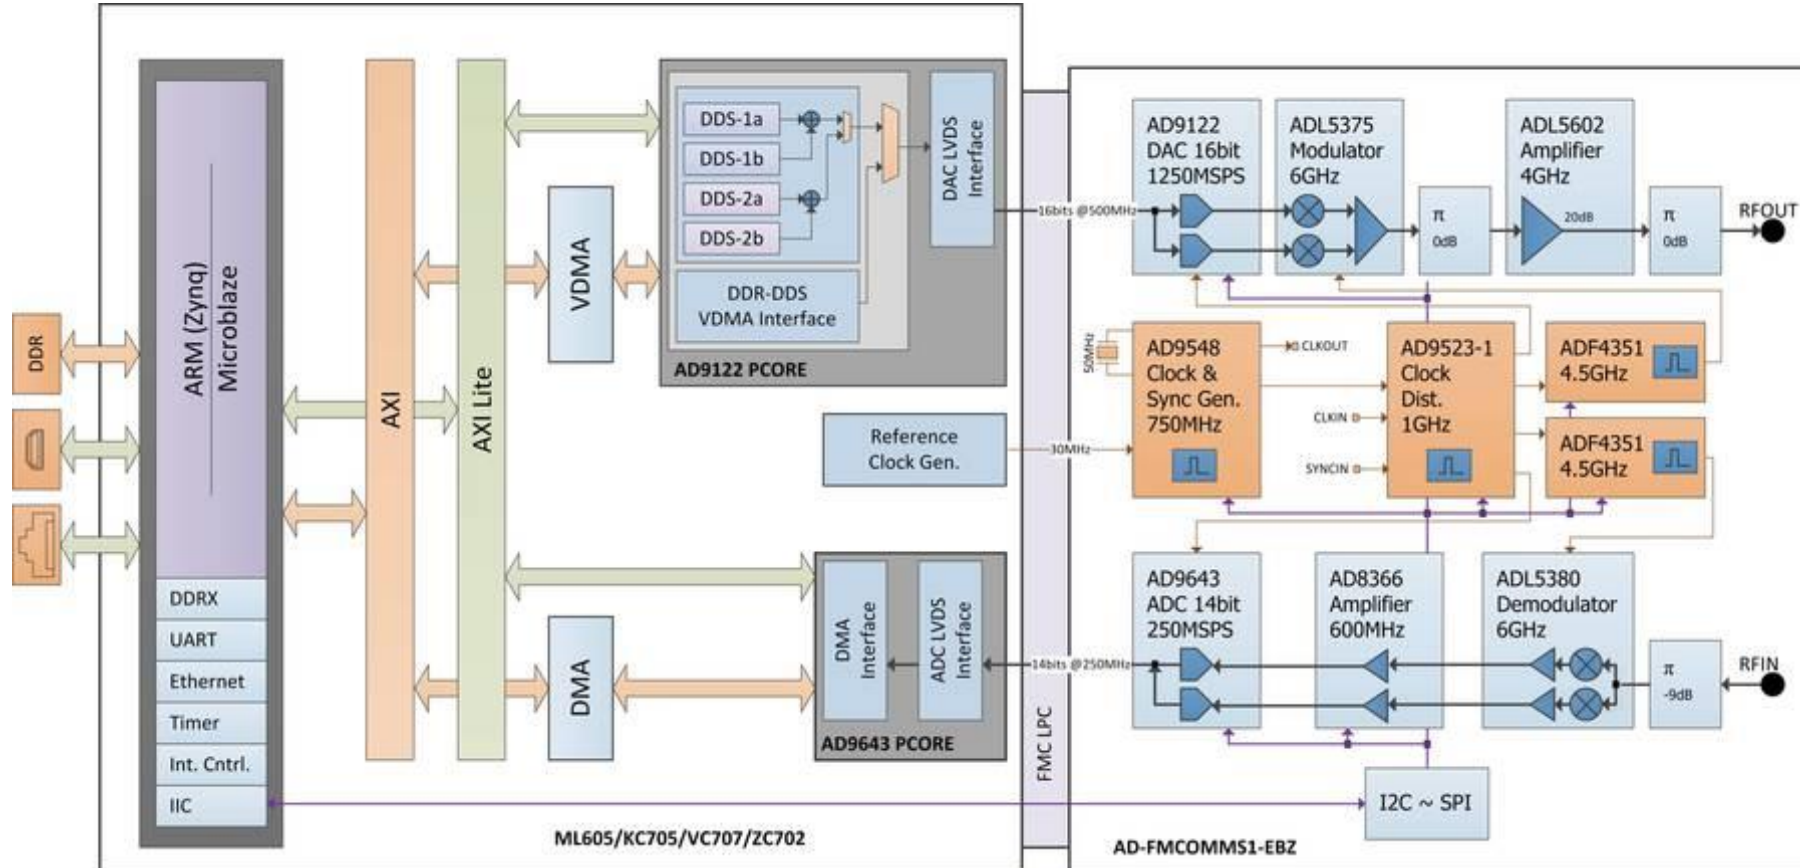 DDR
ARM (Zynq)
Microblaze
DDRX
UART
Ethernet
Timer
Int. Cntrl.
IIC
AXI
AXI Lite
VDMA
DMA
DDS-1a
DDS-1b
DDS-2a
DDS-2b
DDR-DDS
VDMA Interface
DAC LVDS
Interface
AD9122 PCORE
Reference
Clock Gen.
DMA
Interface
ADC LVDS
Interface
AD9643 PCORE
ML605/KC705/VC707/ZC702
FMC LPC
16bits @500MHz
30MHz
14bits @250MHz
AD9122
DAC 16bit
1250MSPS
ADL5375
Modulator
6GHz
π
0dB
ADL5602
Amplifier
4GHz
20dB
π
0dB
RFOUT
50MHz
AD9548
Clock &
Sync Gen.
750MHz
CLKOUT
CLKIN
SYNCIN
AD9523-1
Clock
Dist.
1GHz
ADF4351
4.5GHz
ADF4351
4.5GHz
AD9643
ADC 14bit
250MSPS
AD8366
Amplifier
600MHz
ADL5380
Demodulator
6GHz
π
-9dB
RFIN
I2C ~ SPI
AD-FMCOMMS1-EBZ